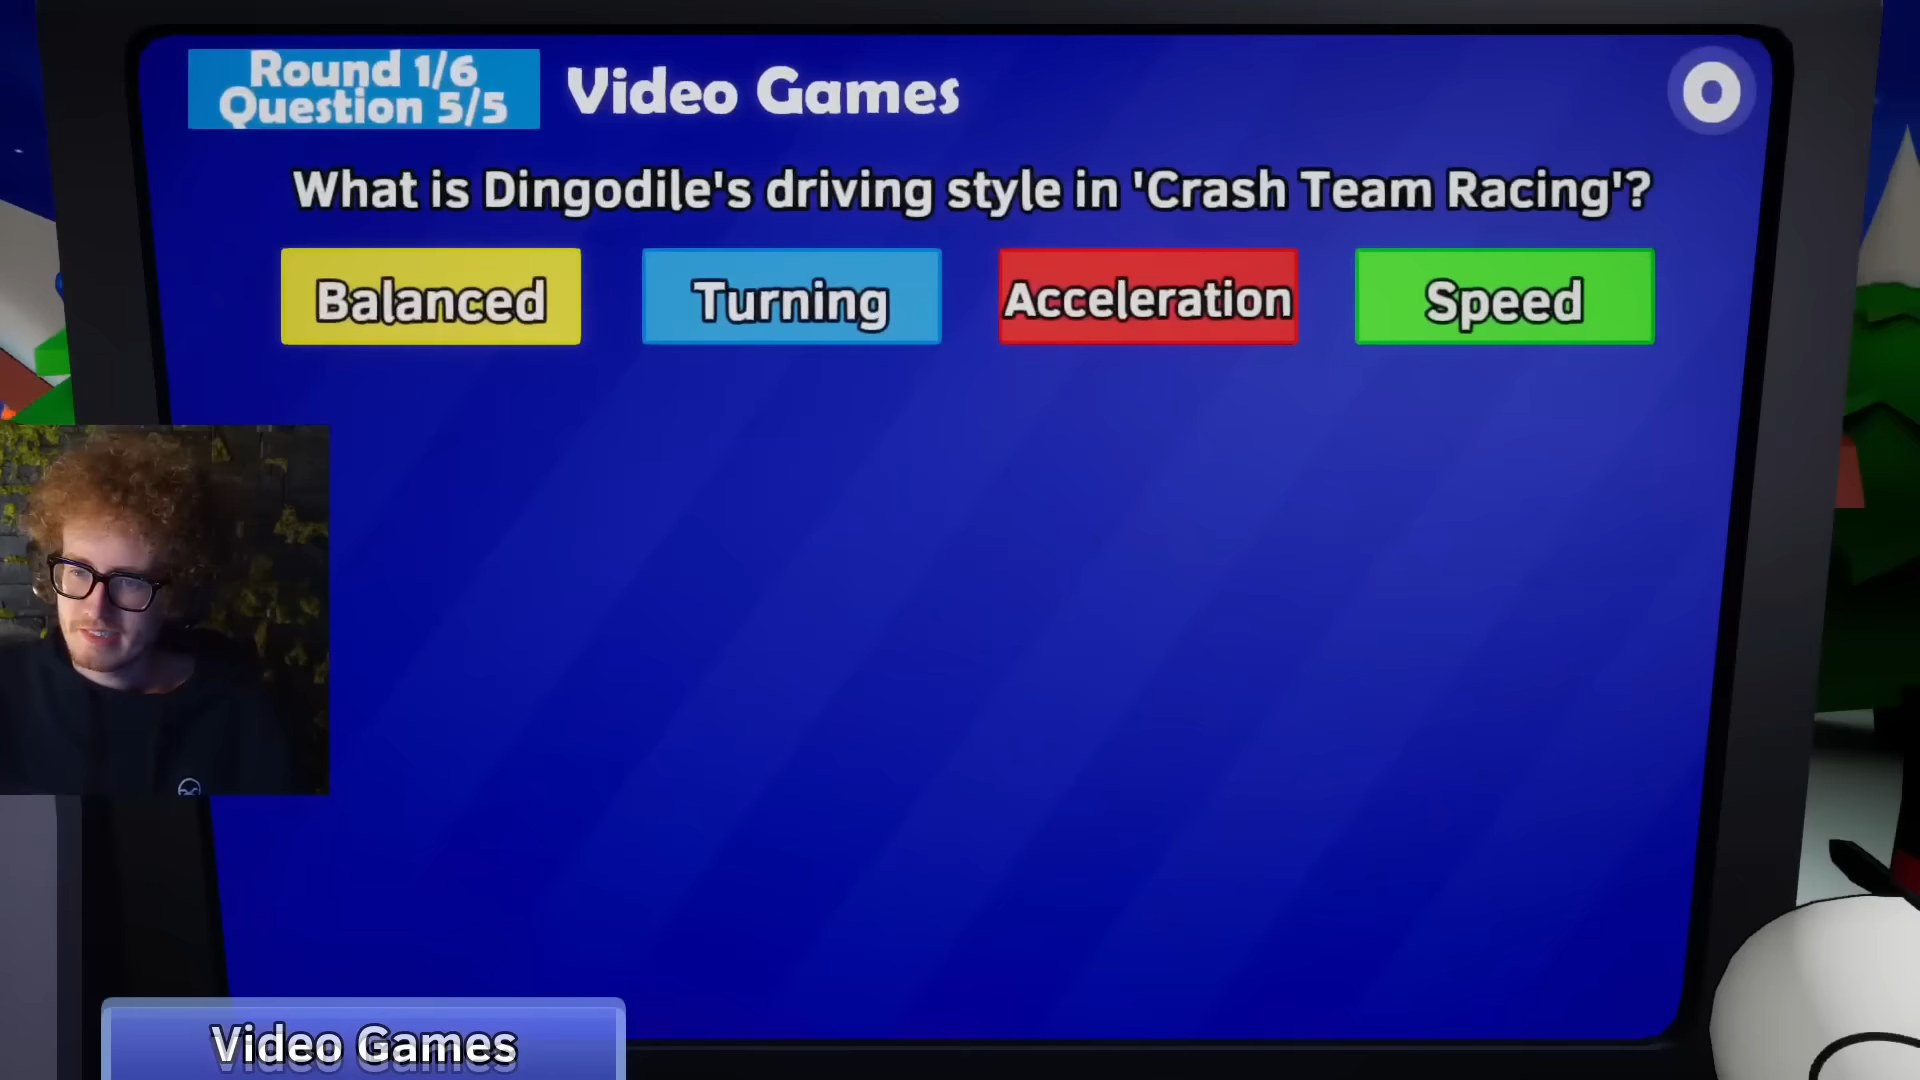 Round 1/6
Question 5/5
Video Games
0
What is Dingodile's driving style in 'Crash Team Racing'?
Balanced
Turning
Acceleration
Speed
Video Games